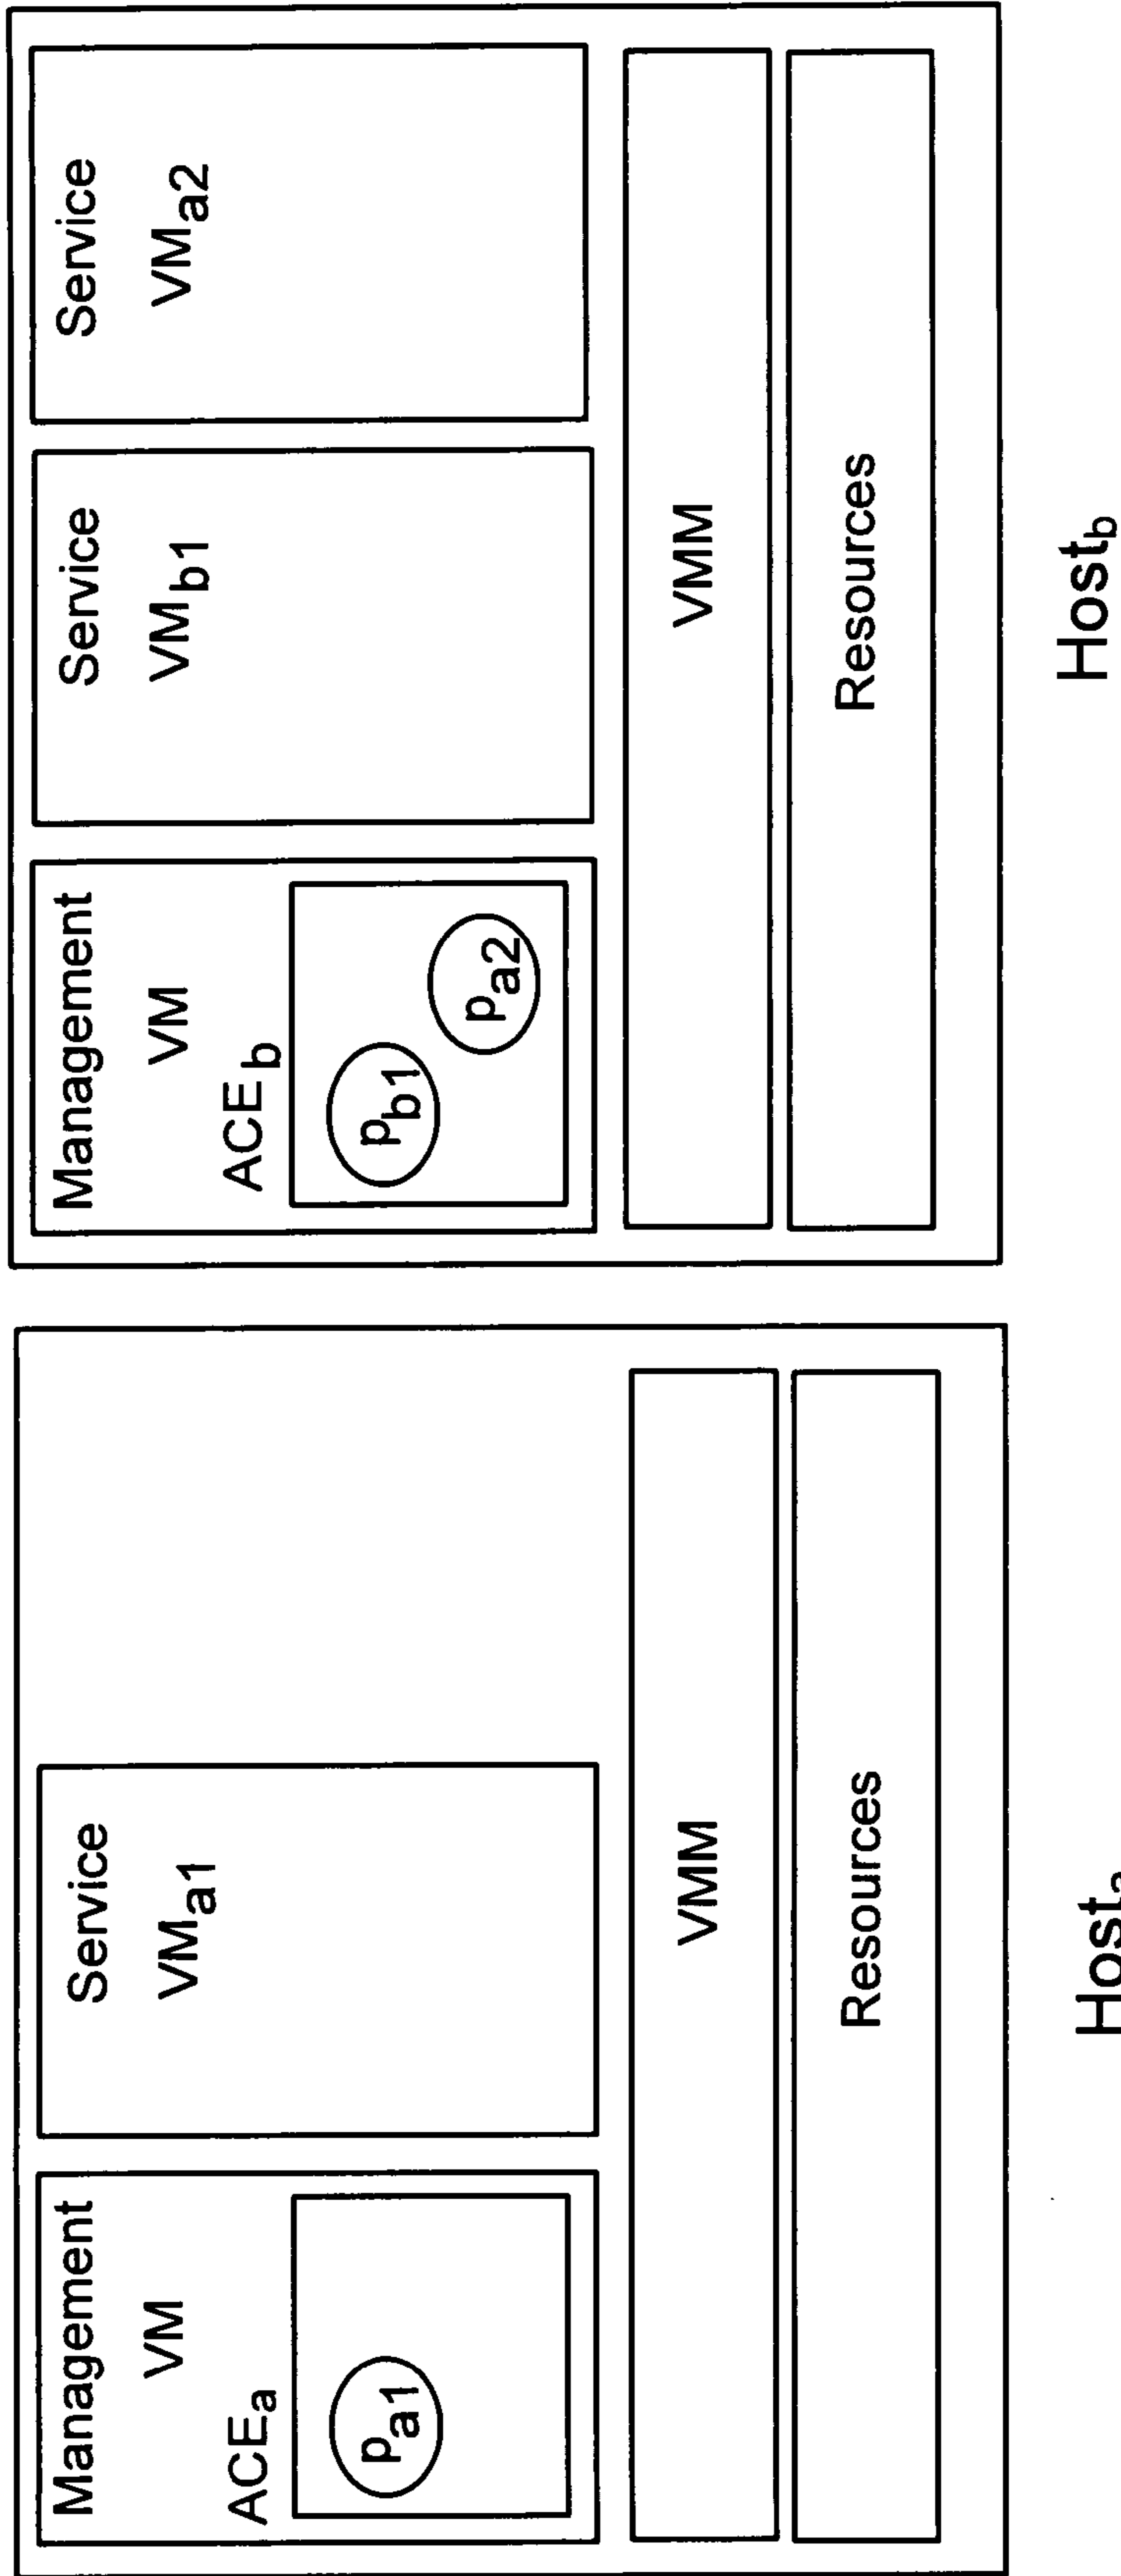 Management
VM
ACEa
pa1
Service
VMa1
VMM
Resources
Hosta
Management
VM
ACEb
pb1
pa2
Service
VMb1
Service
VMa2
VMM
Resources
Hostb